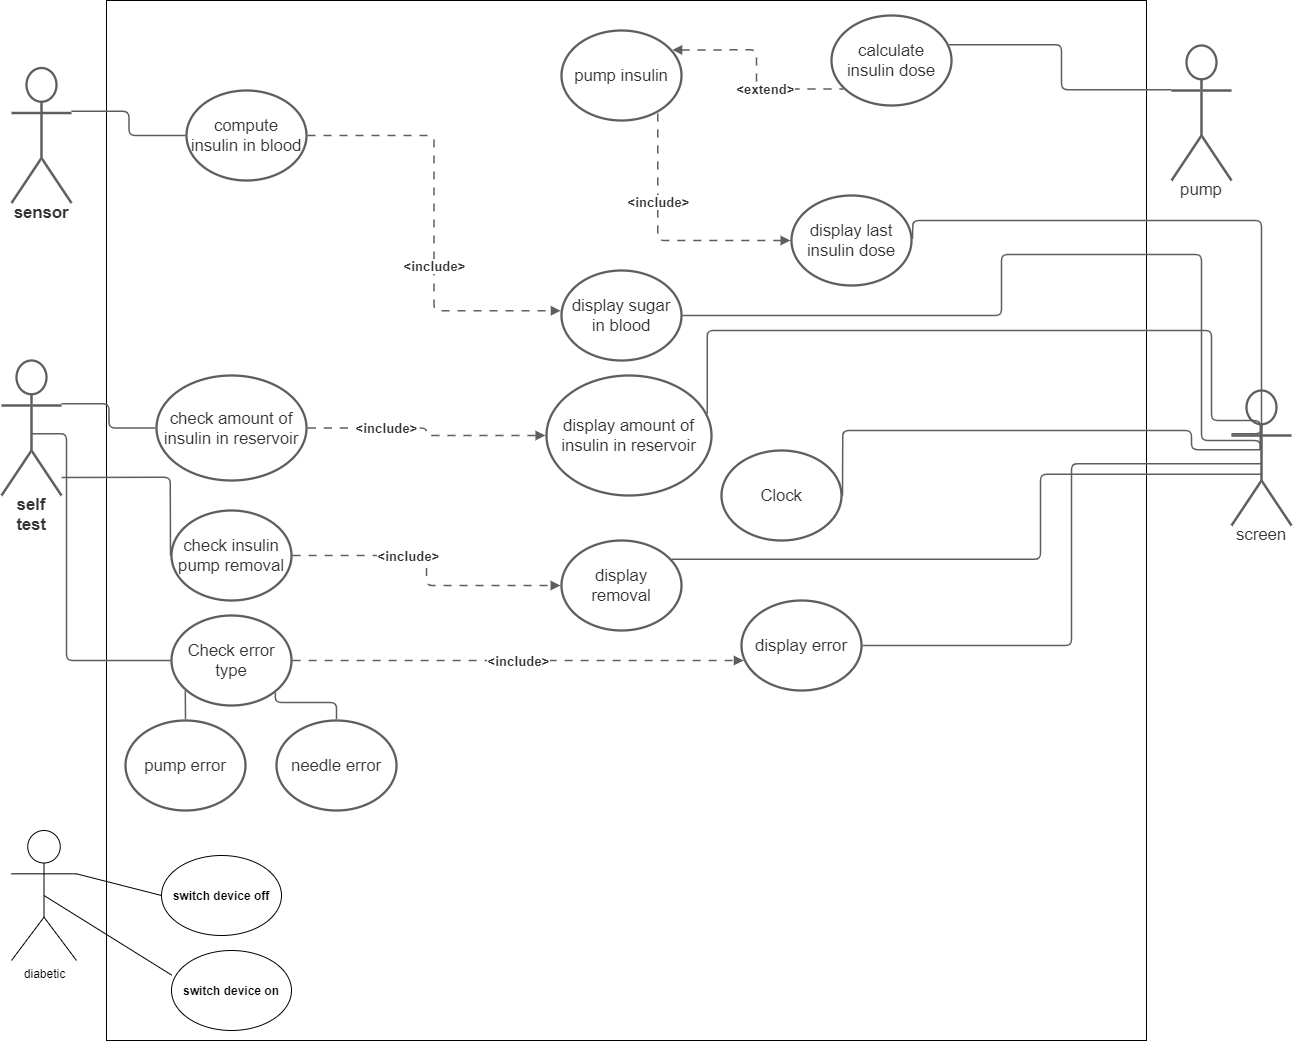 pump insulin
calculate
insulin dose
<extend>
compute
insulin in blood
sensor
pump
<include>
display last
insulin dose
<include>
display sugar
in blood
check amount of
insulin in reservoir
<include>
display amount of
insulin in reservoir
Clock
self
test
screen
check insulin
pump removal
<include>
display
removal
Check error
type
<include>
display error
pump error
needle error
switch device off
diabetic
switch device on